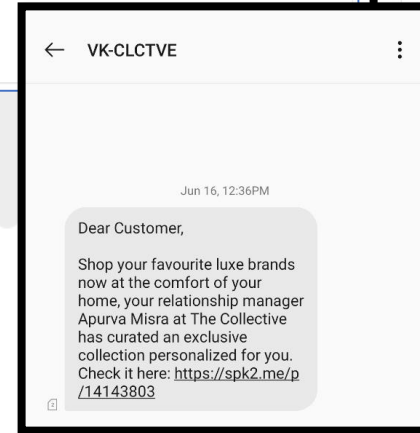 VK-CLCTVE
Jun 16, 12:36PM
Dear Customer,
Shop your favourite luxe brands
now at the comfort of your
home, your relationship manager
Apurva Misra at The Collective
has curated an exclusive
collection personalized for you.
Check it here: https://spk2.me/p
/14143803
2